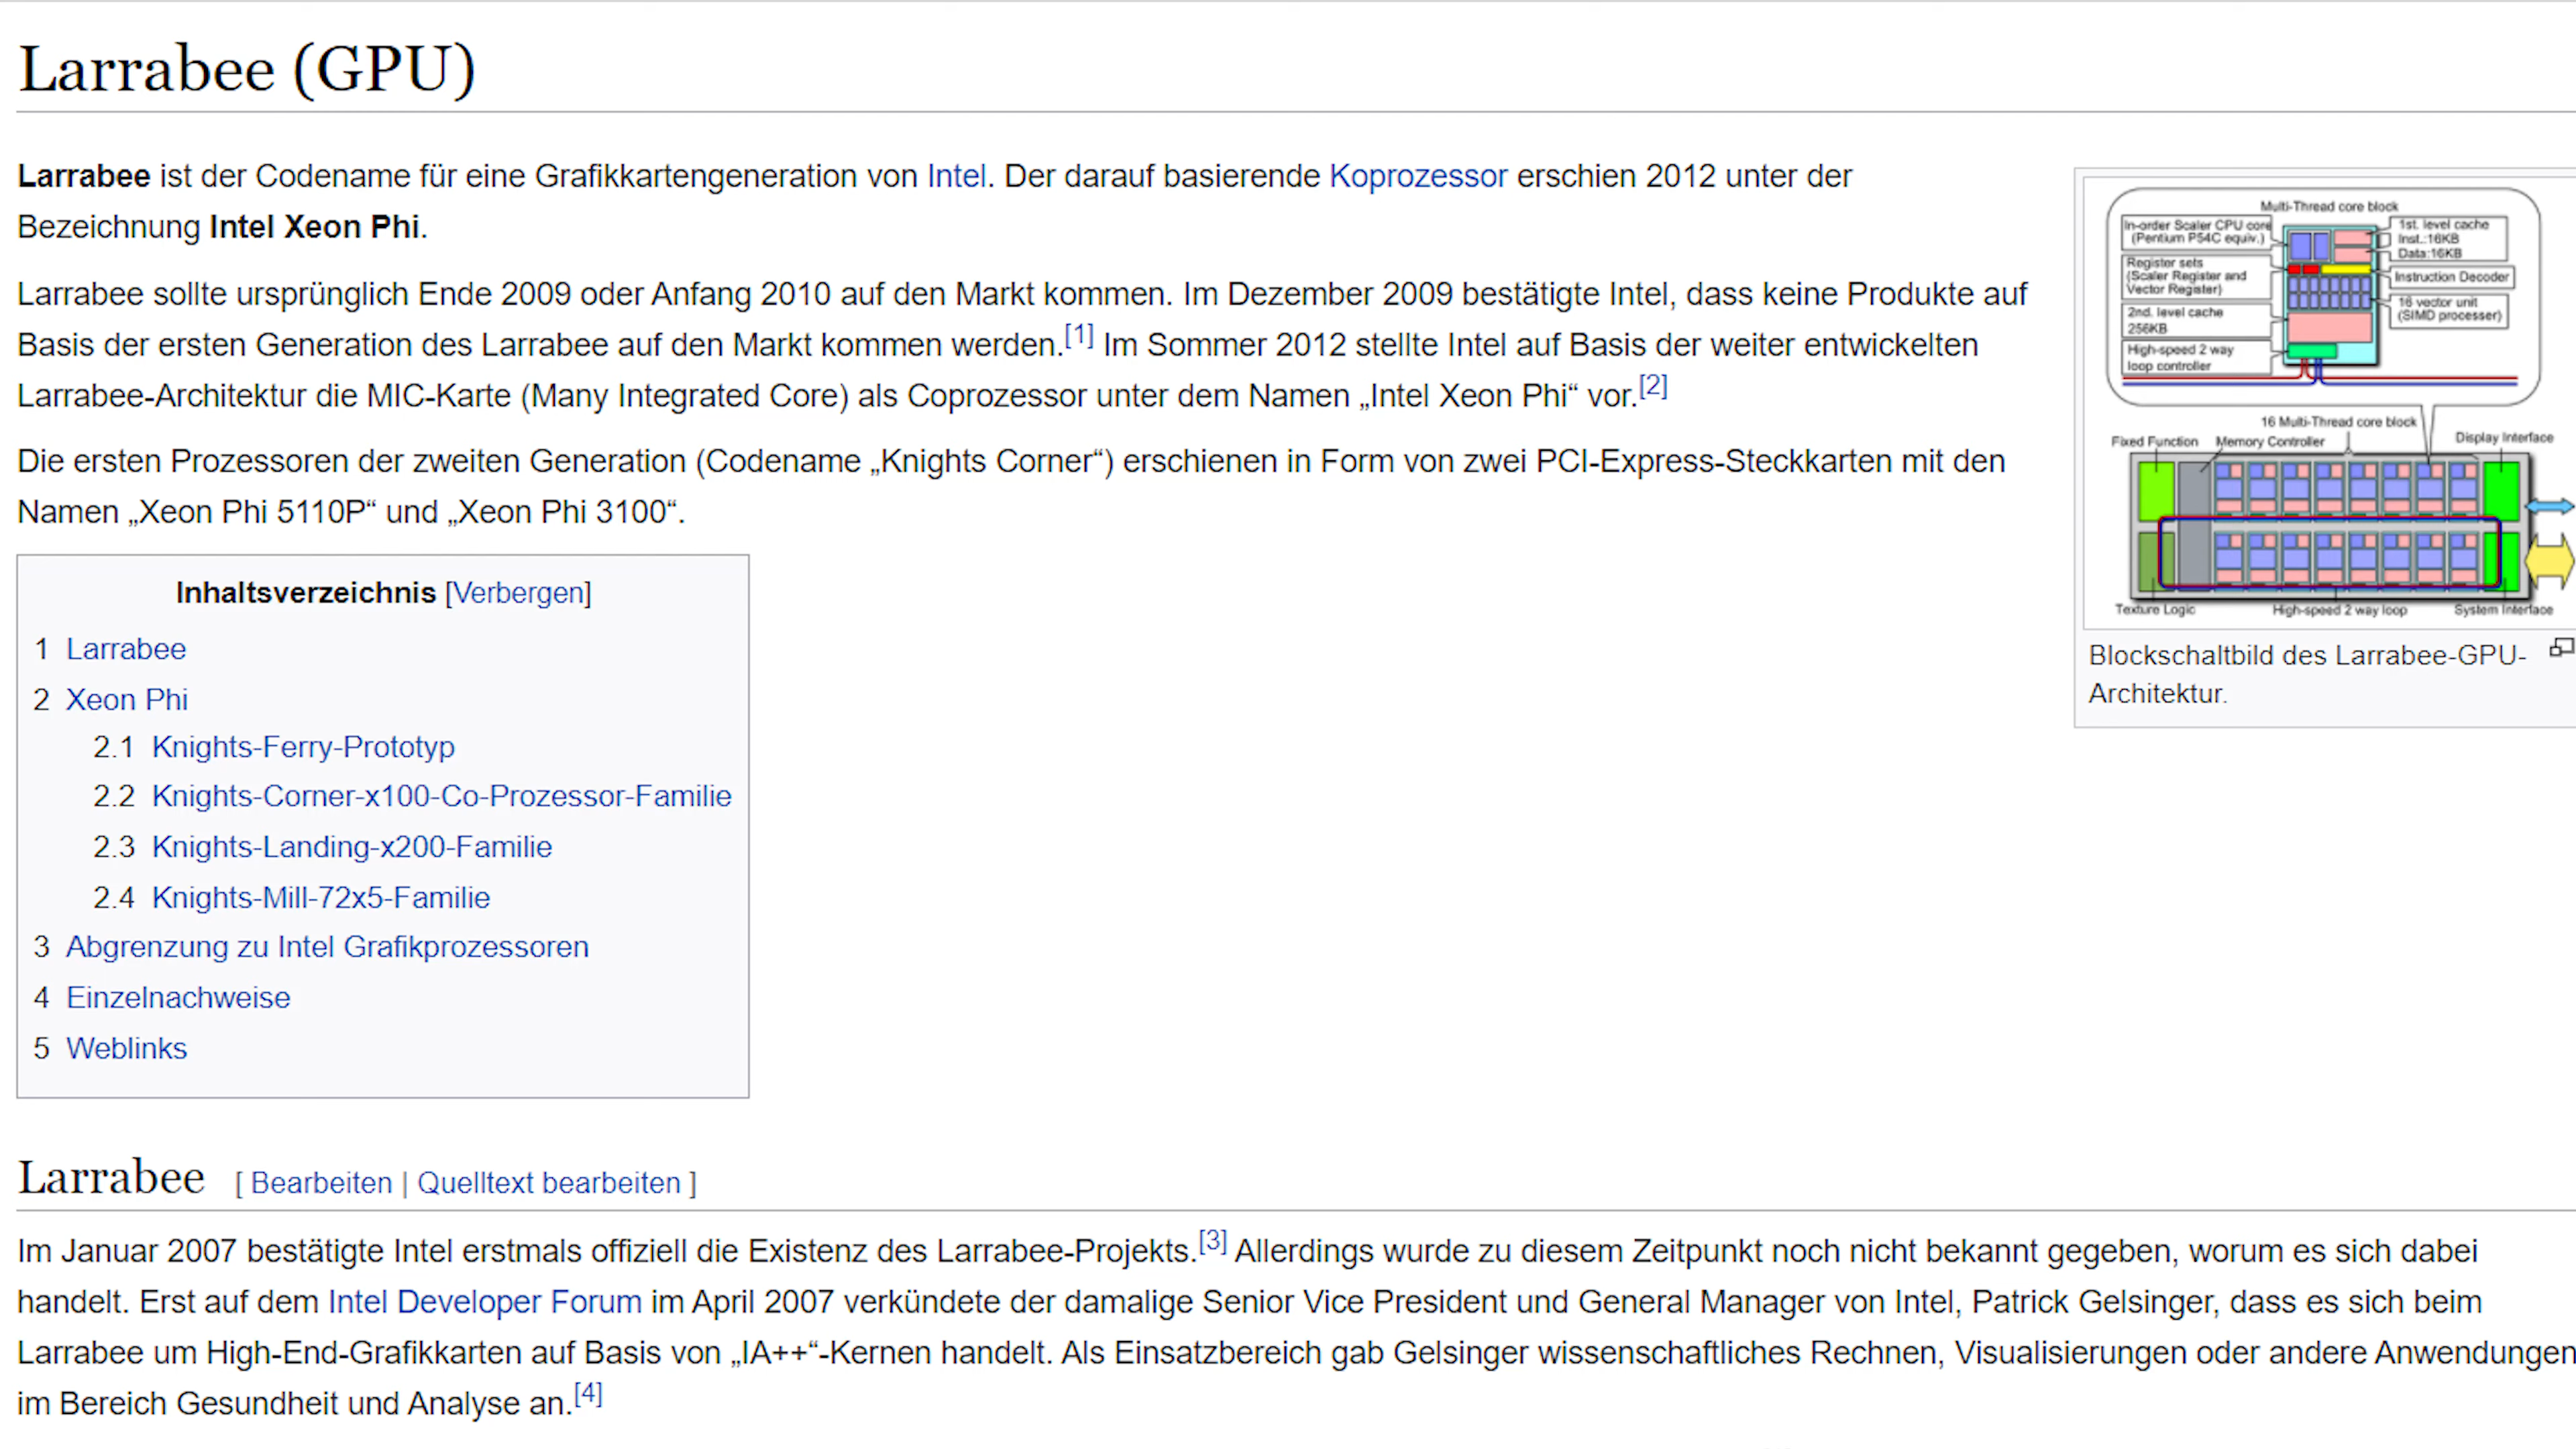 Larrabee (GPU)
Larrabee ist der Codename für eine Grafikkartengeneration von Intel. Der darauf basierende Koprozessor erschien 2012 unter der
Bezeichnung Intel Xeon Phi.
Larrabee sollte ursprünglich Ende 2009 oder Anfang 2010 auf den Markt kommen. Im Dezember 2009 bestätigte Intel, dass keine Produkte auf
Basis der ersten Generation des Larrabee auf den Markt kommen werden.[1] Im Sommer 2012 stellte Intel auf Basis der weiter entwickelten
Larrabee-Architektur die MIC-Karte (Many Integrated Core) als Coprozessor unter dem Namen „Intel Xeon Phi“ vor.[2]
Die ersten Prozessoren der zweiten Generation (Codename „Knights Corner“) erschienen in Form von zwei PCI-Express-Steckkarten mit den
Namen „Xeon Phi 5110P“ und „Xeon Phi 3100“.
Multi-Thread core block
In-order Scaler CPU core
(Pentium P54C equiv.)
Register sets
(Scaler Register and
Vector Register)
2nd. level cache
256KB
High-speed 2 way
loop controller
1st. level cache
Inst.:16KB
Data:16KB
Instruction Decoder
16 vector unit
(SIMD processer)
16 Multi-Thread core block
Fixed Function
Memory Controller
Display Interface
Texture Logic
High-speed 2 way loop
System Interface
Blockschaltbild des Larrabee-GPU-
Architektur.
Inhaltsverzeichnis [Verbergen]
1 Larrabee
2 Xeon Phi
2.1 Knights-Ferry-Prototyp
2.2 Knights-Corner-x100-Co-Prozessor-Familie
2.3 Knights-Landing-x200-Familie
2.4 Knights-Mill-72x5-Familie
3 Abgrenzung zu Intel Grafikprozessoren
4 Einzelnachweise
5 Weblinks
Larrabee [ Bearbeiten | Quelltext bearbeiten ]
Im Januar 2007 bestätigte Intel erstmals offiziell die Existenz des Larrabee-Projekts.[3] Allerdings wurde zu diesem Zeitpunkt noch nicht bekannt gegeben, worum es sich dabei
handelt. Erst auf dem Intel Developer Forum im April 2007 verkündete der damalige Senior Vice President und General Manager von Intel, Patrick Gelsinger, dass es sich beim
Larrabee um High-End-Grafikkarten auf Basis von „IA++“-Kernen handelt. Als Einsatzbereich gab Gelsinger wissenschaftliches Rechnen, Visualisierungen oder andere Anwendungen
im Bereich Gesundheit und Analyse an.[4]